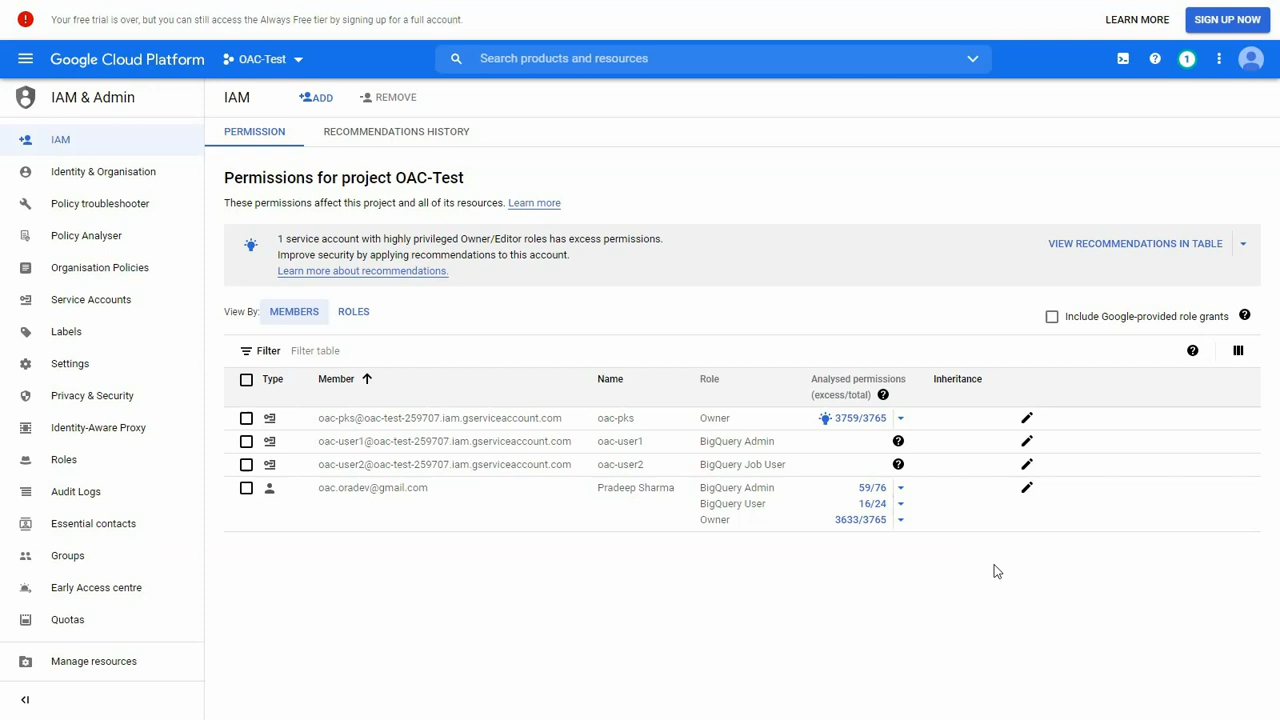 Your free trial is over, but you can still access the Always Free tier by signing up for a full account.
LEARN MORE
SIGN UP NOW
Google Cloud Platform
OAC-Test
Search products and resources
1
IAM & Admin
IAM
Identity & Organisation
Policy troubleshooter
Policy Analyser
Organisation Policies
Service Accounts
Labels
Settings
Privacy & Security
Identity-Aware Proxy
Roles
Audit Logs
Essential contacts
Groups
Early Access centre
Quotas
Manage resources
IAM
ADD
REMOVE
PERMISSION
RECOMMENDATIONS HISTORY
Permissions for project OAC-Test
These permissions affect this project and all of its resources. Learn more
1 service account with highly privileged Owner/Editor roles has excess permissions.
Improve security by applying recommendations to this account.
Learn more about recommendations.
VIEW RECOMMENDATIONS IN TABLE
View By: MEMBERS ROLES
Include Google-provided role grants
Filter Filter table
Type Member Name Role Analysed permissions (excess/total) Inheritance
oac-pks@oac-test-259707.iam.gserviceaccount.com oac-pks Owner 3759/3765
oac-user1@oac-test-259707.iam.gserviceaccount.com oac-user1 BigQuery Admin
oac-user2@oac-test-259707.iam.gserviceaccount.com oac-user2 BigQuery Job User
oac.oradev@gmail.com Pradeep Sharma BigQuery Admin 59/76
BigQuery User 16/24
Owner 3633/3765